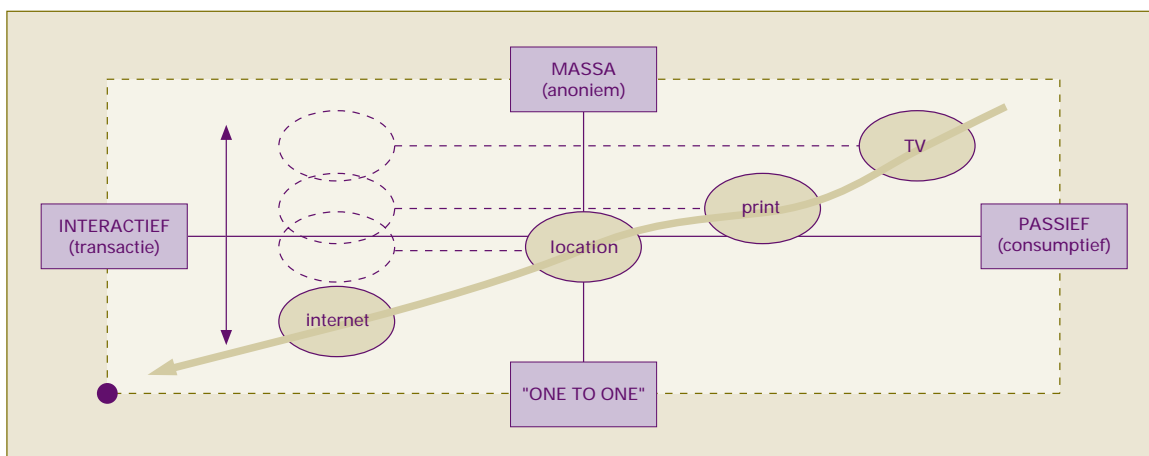 MASSA
(anoniem)
TV
print
INTERACTIEF
(transactie)
location
PASSIEF
(consumptief)
internet
"ONE TO ONE"